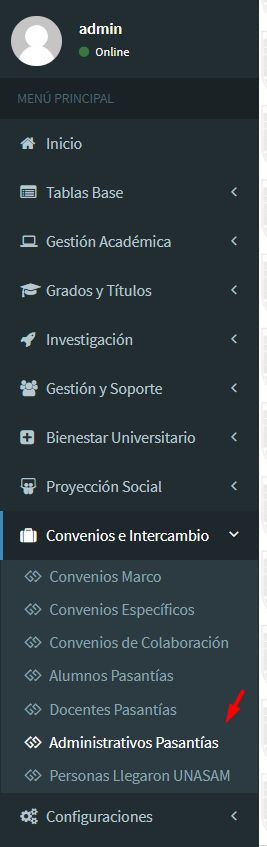 admin
Online
MENÚ PRINCIPAL
Inicio
Tablas Base
Gestión Académica
Grados y Títulos
Investigación
Gestión y Soporte
Bienestar Universitario
Proyección Social
Convenios e Intercambio
Convenios Marco
Convenios Específicos
Convenios de Colaboración
Alumnos Pasantías
Docentes Pasantías
Administrativos Pasantías
Personas Llegaron UNASAM
Configuraciones